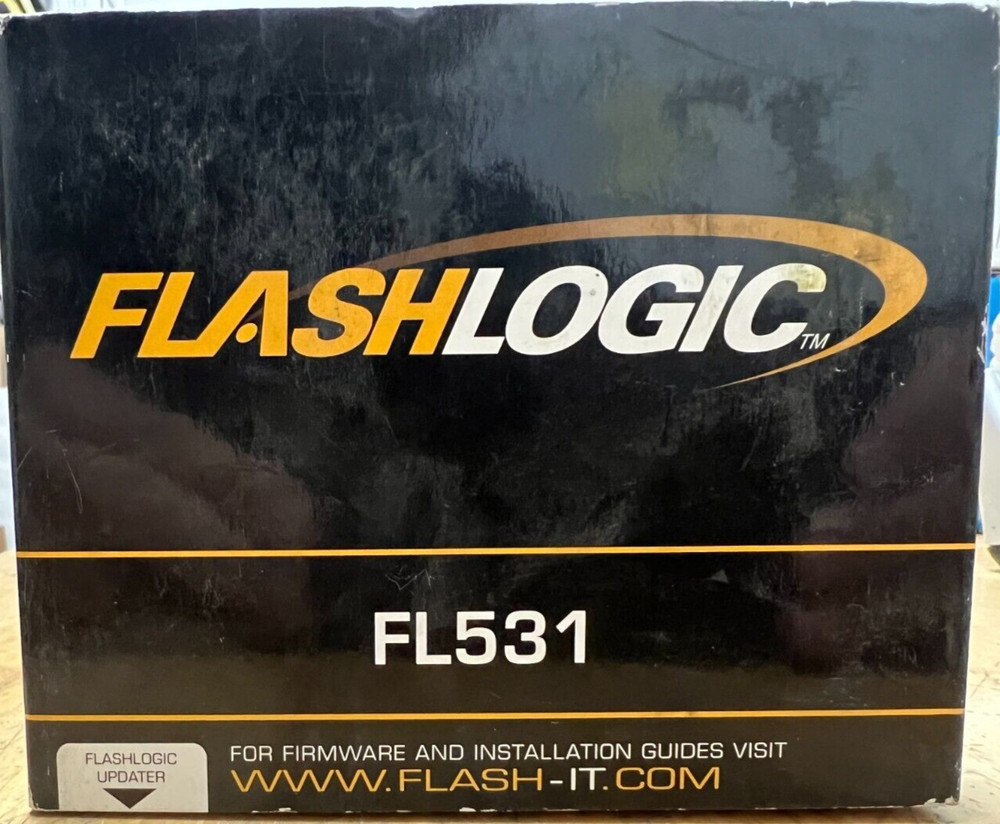 FLASHLOGIC™
FL531
FLASHLOGIC
UPDATER
FOR FIRMWARE AND INSTALLATION GUIDES VISIT
WWW.FLASH-IT.COM